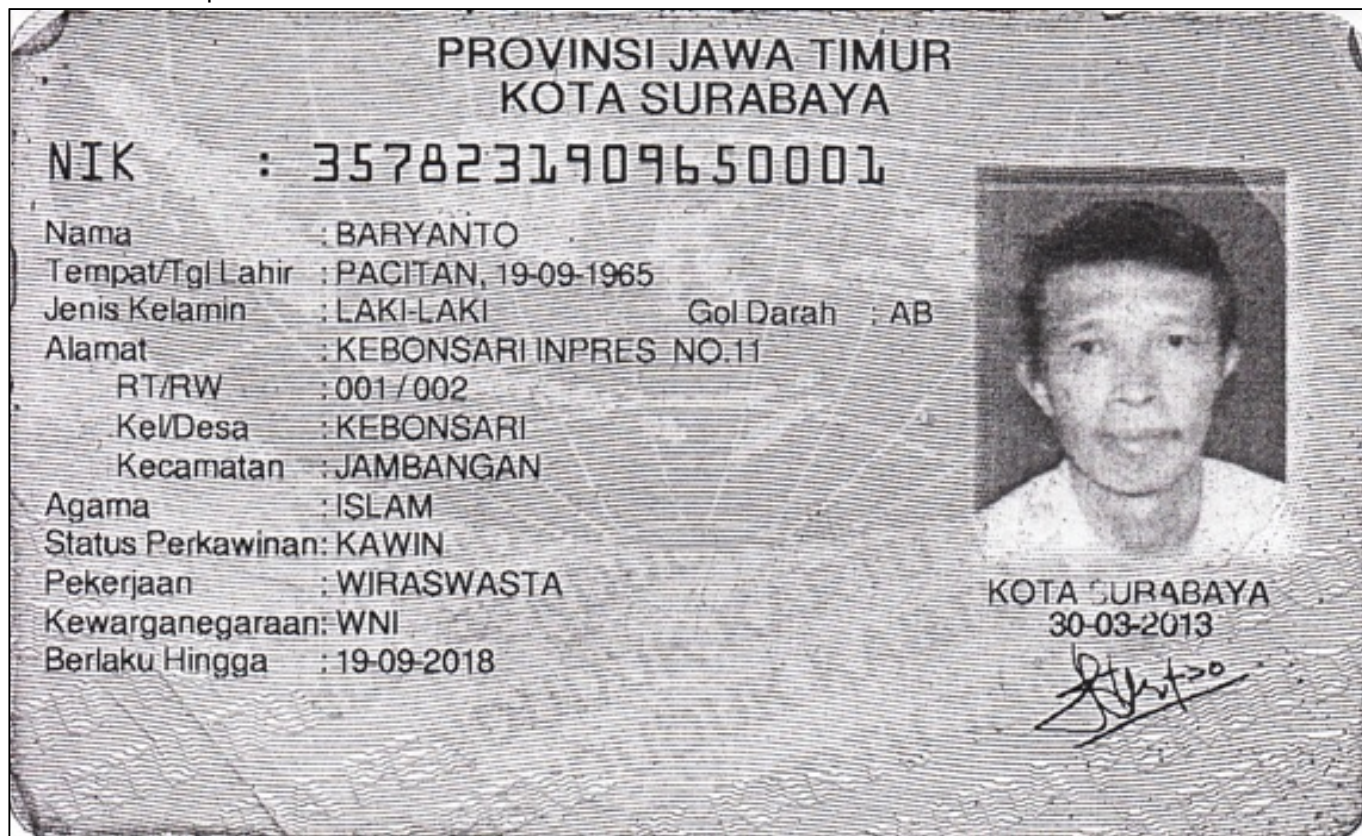 PROVINSI JAWA TIMUR
KOTA SURABAYA
NIK : 3578231909650001
Nama : BARYANTO
Tempat/Tgl Lahir : PACITAN, 19-09-1965
Jenis Kelamin : LAKI-LAKI Gol Darah : AB
Alamat : KEBONSARI INPRES NO.11
RT/RW : 001 / 002
Kel/Desa : KEBONSARI
Kecamatan : JAMBANGAN
Agama : ISLAM
Status Perkawinan: KAWIN
Pekerjaan : WIRASWASTA
Kewarganegaraan: WNI
Berlaku Hingga : 19-09-2018
KOTA SURABAYA
30-03-2013